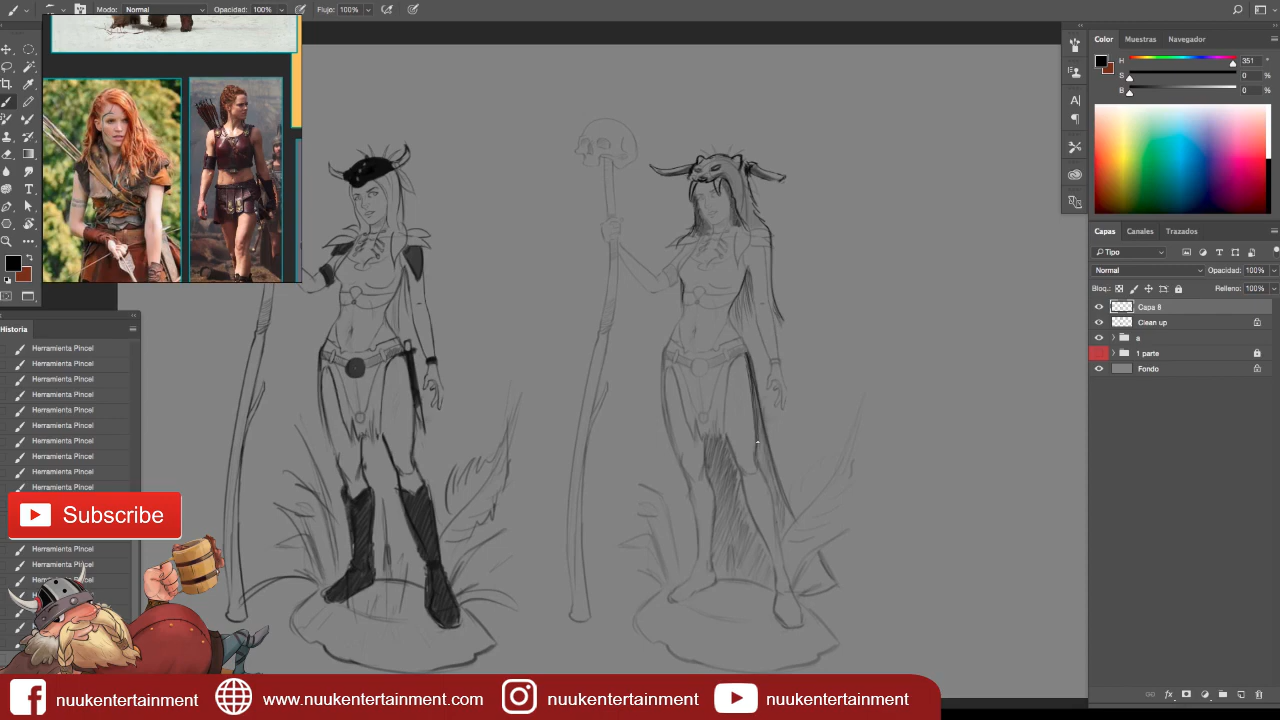 Modo: Normal Opacidad: 100% Flujo: 100%
Color Muestras Navegador
H 351 °
S 0 %
B 0 %
Capas Canales Trazados
Tipo
Normal Opacidad: 100%
Bloq.: Relleno: 100%
Capa 8
Clean up
a
1 parte
Fondo
Historia
Herramienta Pincel
Herramienta Pincel
Herramienta Pincel
Herramienta Pincel
Herramienta Pincel
Herramienta Pincel
Herramienta Pincel
Herramienta Pincel
Herramienta Pincel
Herramienta Pincel
Subscribe
Herramienta Pincel
Herramienta Pincel
Herramienta Pincel
nuukentertainment www.nuukentertainment.com nuukentertainment nuukentertainment